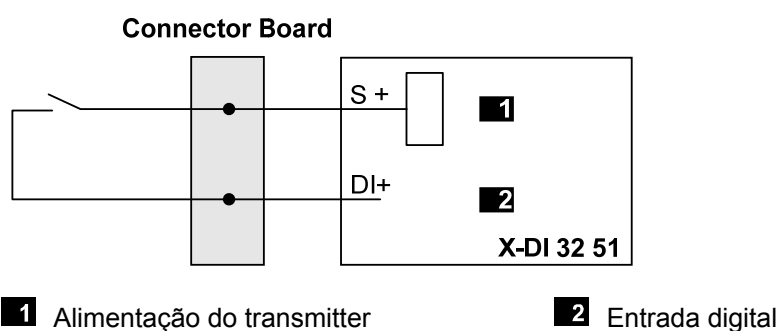 Connector Board
S +
1
DI+
2
X-DI 32 51
1 Alimentação do transmitter
2 Entrada digital